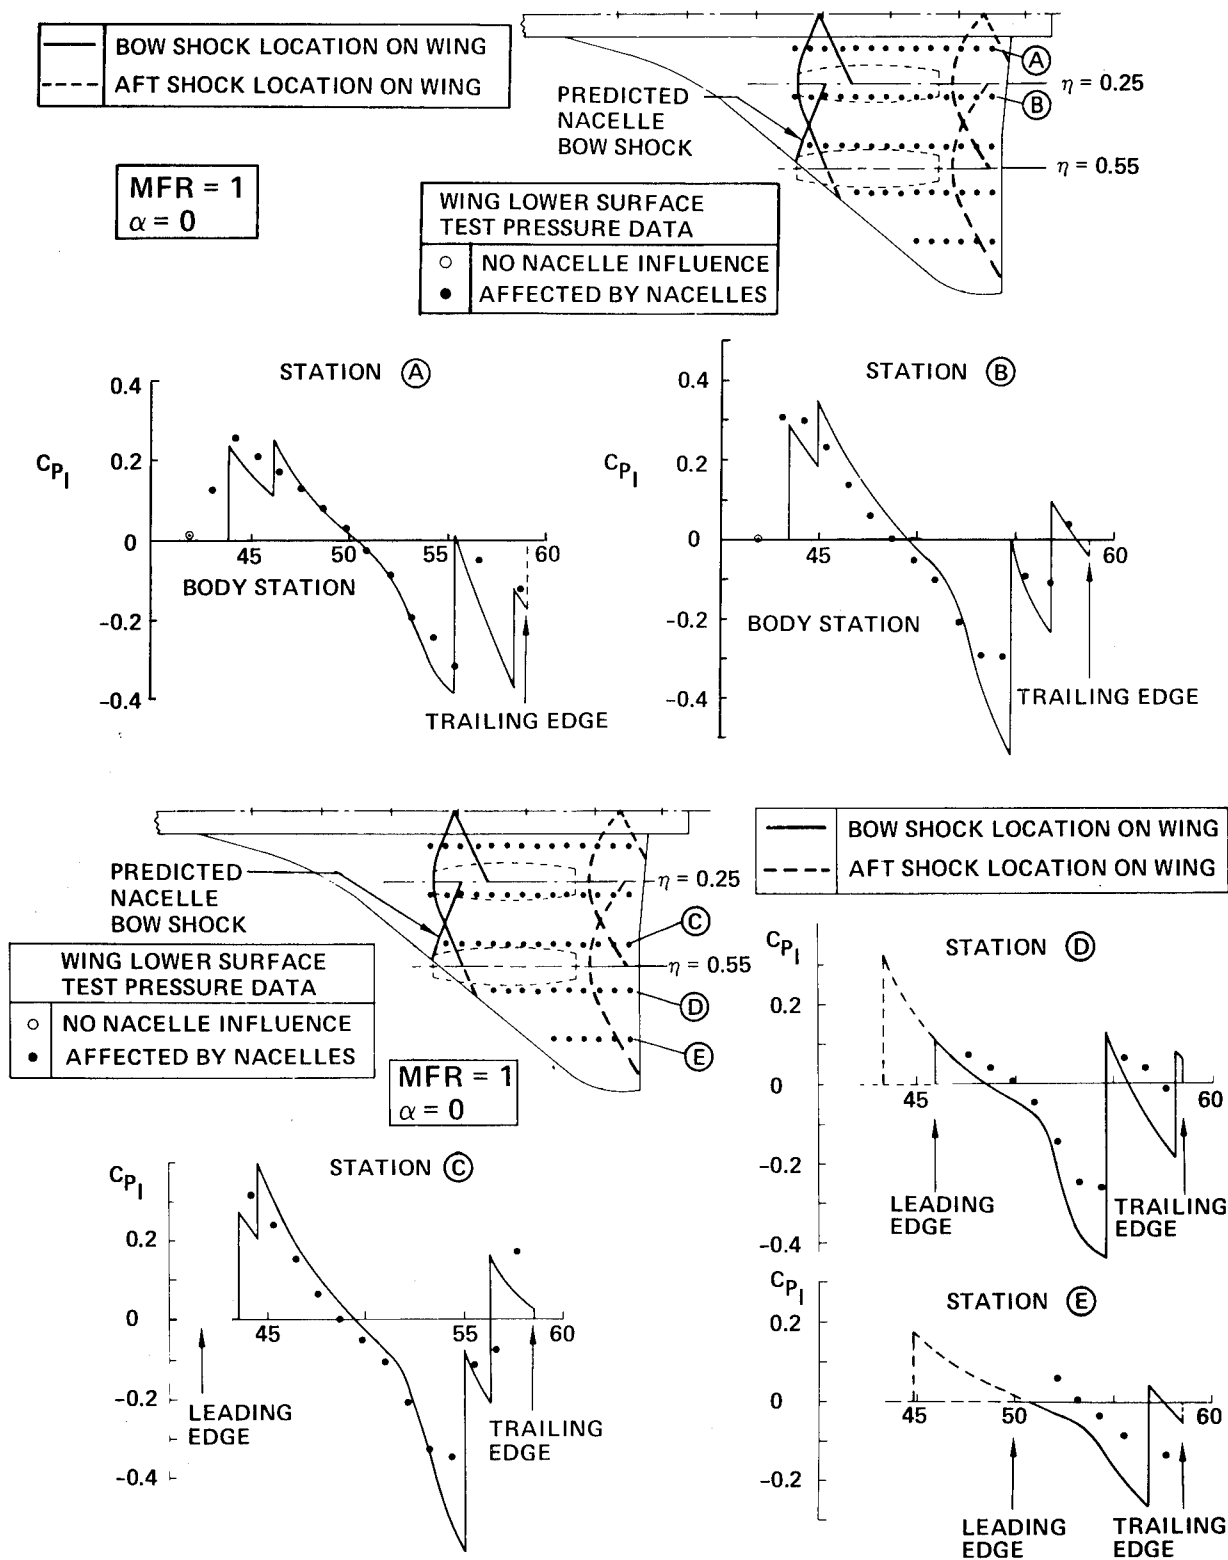 BOW SHOCK LOCATION ON WING
AFT SHOCK LOCATION ON WING
MFR = 1
α = 0
PREDICTED
NACELLE
BOW SHOCK
A
η = 0.25
B
η = 0.55
WING LOWER SURFACE
TEST PRESSURE DATA
NO NACELLE INFLUENCE
AFFECTED BY NACELLES
STATION A
CPI
0.4
0.2
0
-0.2
-0.4
45
50
55
60
BODY STATION
TRAILING EDGE
STATION B
CPI
0.4
0.2
0
-0.2
-0.4
45
60
BODY STATION
TRAILING EDGE
PREDICTED
NACELLE
BOW SHOCK
η = 0.25
C
η = 0.55
D
E
WING LOWER SURFACE
TEST PRESSURE DATA
NO NACELLE INFLUENCE
AFFECTED BY NACELLES
MFR = 1
α = 0
BOW SHOCK LOCATION ON WING
AFT SHOCK LOCATION ON WING
STATION C
CPI
0.2
0
-0.2
-0.4
45
55
60
LEADING
EDGE
TRAILING
EDGE
STATION D
CPI
0.2
0
-0.2
-0.4
45
60
LEADING
EDGE
TRAILING
EDGE
STATION E
CPI
0.2
0
-0.2
45
50
60
LEADING
EDGE
TRAILING
EDGE